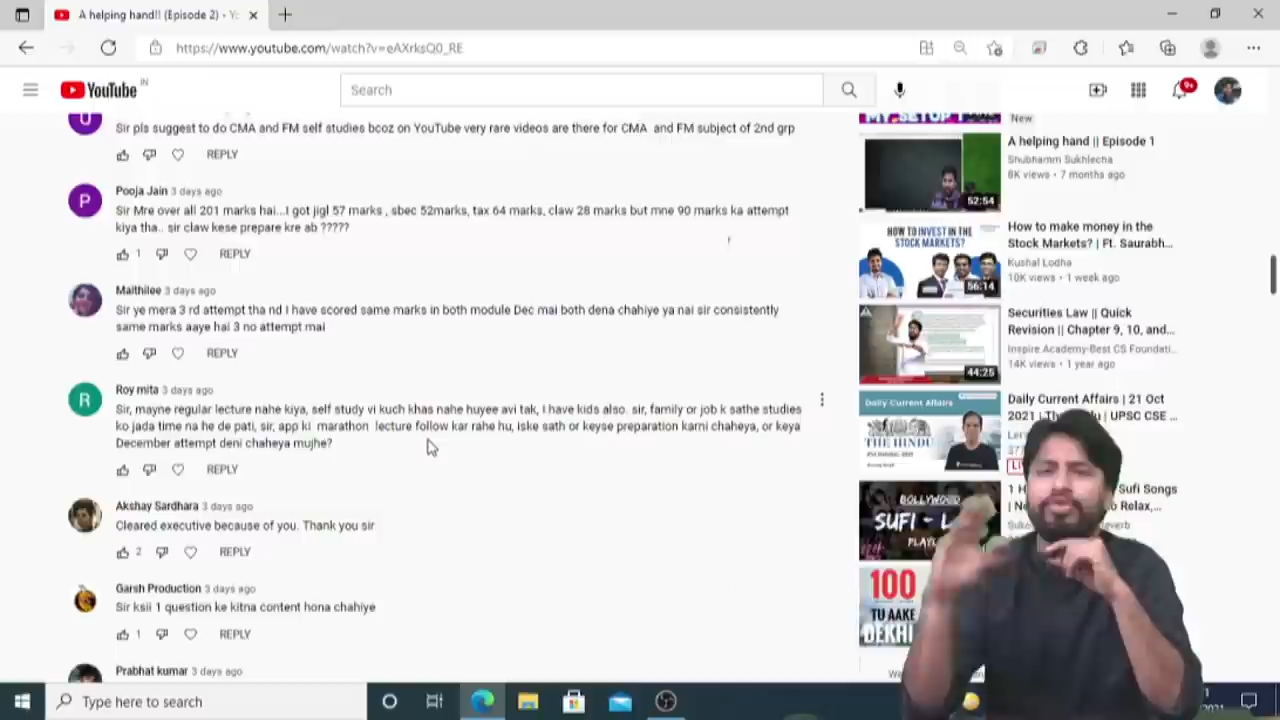 A helping hand!! (Episode 2) - Yo
https://www.youtube.com/watch?v=eAXrksQ0_RE
YouTube IN
Search
9+
Sir pls suggest to do CMA and FM self studies bcoz on YouTube very rare videos are there for CMA and FM subject of 2nd grp
REPLY
Pooja Jain 3 days ago
Sir Mre over all 201 marks hai...I got jigl 57 marks , sbec 52marks, tax 64 marks, claw 28 marks but mne 90 marks ka attempt
kiya tha.. sir claw kese prepare kre ab ?????
1 REPLY
Maithilee 3 days ago
Sir ye mera 3 rd attempt tha nd I have scored same marks in both module Dec mai both dena chahiye ya nai sir consistently
same marks aaye hai 3 no attempt mai
REPLY
Roy mita 3 days ago
Sir, mayne regular lecture nahe kiya, self study vi kuch khas nahe huyee avi tak, I have kids also. sir, family or job k sathe studies
ko jada time na he de pati, sir, app ki marathon lecture follow kar rahe hu, iske sath or keyse preparation karni chaheya, or keya
December attempt deni chaheya mujhe?
REPLY
Akshay Sardhara 3 days ago
Cleared executive because of you. Thank you sir
2 REPLY
Garsh Production 3 days ago
Sir ksii 1 question ke kitna content hona chahiye
1 REPLY
Prabhat kumar 3 days ago
MY SETUP
New
A helping hand || Episode 1
Shubhamm Sukhlecha
8K views • 7 months ago
52:54
HOW TO INVEST IN THE
STOCK MARKETS?
56:14
How to make money in the
Stock Markets? | Ft. Saurabh...
Kushal Lodha
10K views • 1 week ago
44:25
Securities Law || Quick
Revision || Chapter 9, 10, and...
Inspire Academy-Best CS Foundati...
14K views • 1 year ago
Daily Current Affairs
THE HINDU
Daily Current Affairs | 21 Oct
2021 | The Hindu | UPSC CSE ...
BOLLYWOOD
SUFI
Sufi Songs
Relax,...
100
TU AAKE
DEKHLE
Type here to search